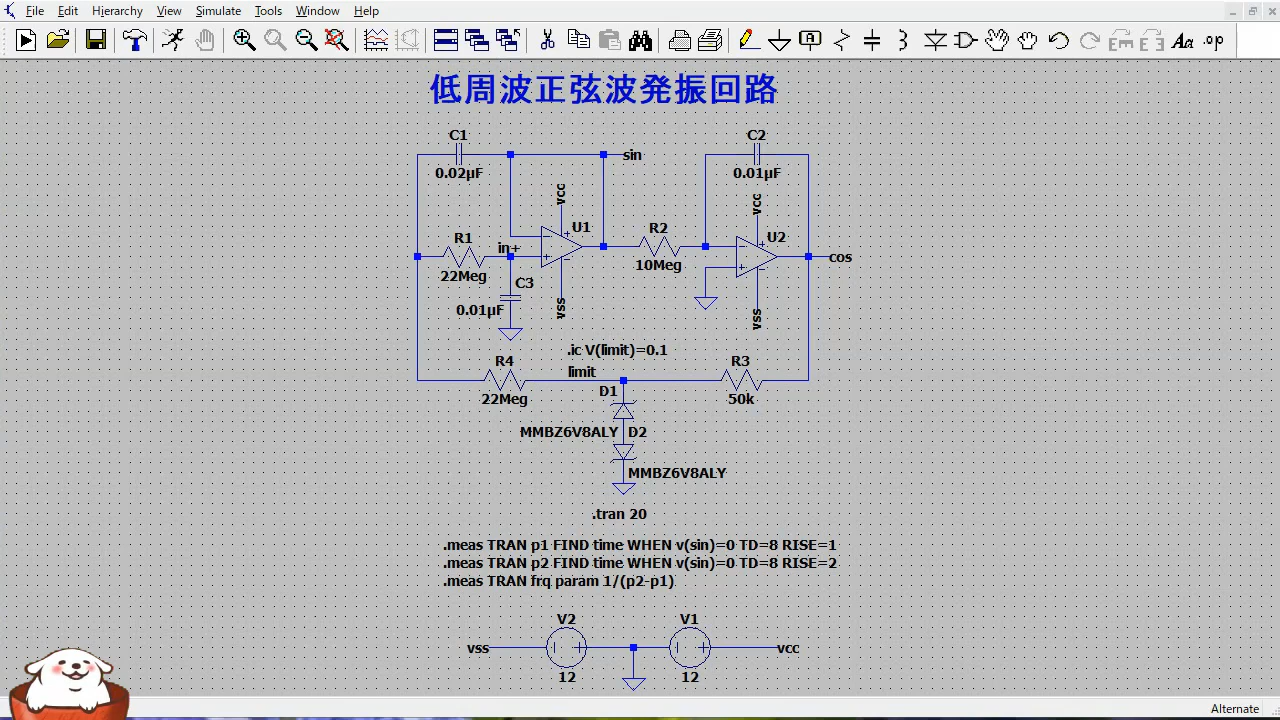 File Edit Hierarchy View Simulate Tools Window Help
A Aa .op
低周波正弦波発振回路
C1
0.02µF
sin
C2
0.01µF
vcc
vcc
U1
R1
in+
22Meg
R2
10Meg
U2
cos
C3
0.01µF
vss
vss
.ic V(limit)=0.1
R4
22Meg
limit
R3
50k
D1
MMBZ6V8ALY
D2
MMBZ6V8ALY
.tran 20
.meas TRAN p1 FIND time WHEN v(sin)=0 TD=8 RISE=1
.meas TRAN p2 FIND time WHEN v(sin)=0 TD=8 RISE=2
.meas TRAN frq param 1/(p2-p1)
V2
V1
vss
vcc
12
12
Alternate